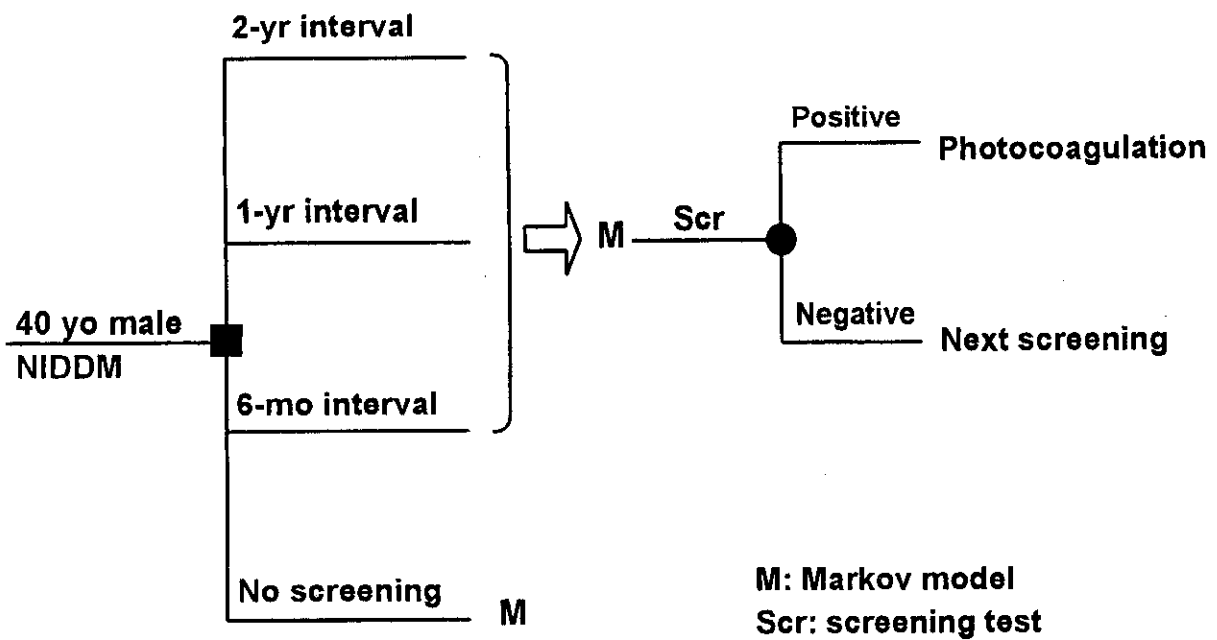 2-yr interval
1-yr interval
40 yo male
NIDDM
6-mo interval
No screening
M
M
Scr
Positive
Photocoagulation
Negative
Next screening
M: Markov model
Scr: screening test